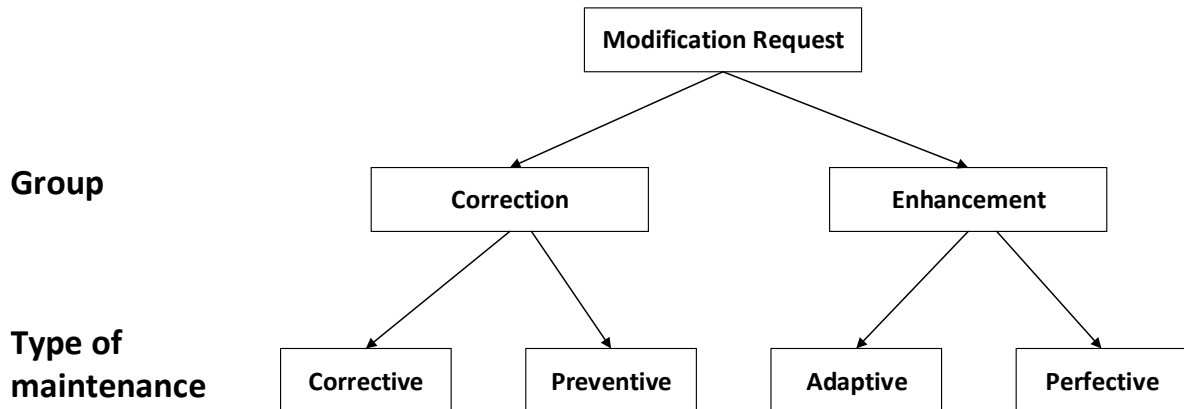 Modification Request
Group
Correction
Enhancement
Type of
maintenance
Corrective
Preventive
Adaptive
Perfective